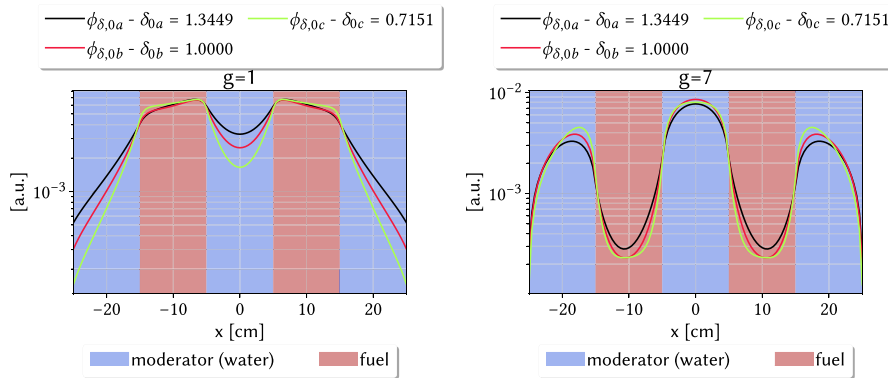 ϕδ,0a - δ0a = 1.3449 ϕδ,0c - δ0c = 0.7151
ϕδ,0b - δ0b = 1.0000
g=1
[a.u.]
10−3
−20 −10 0 10 20
x [cm]
moderator (water) fuel
ϕδ,0a - δ0a = 1.3449 ϕδ,0c - δ0c = 0.7151
ϕδ,0b - δ0b = 1.0000
g=7
[a.u.]
10−2
10−3
−20 −10 0 10 20
x [cm]
moderator (water) fuel